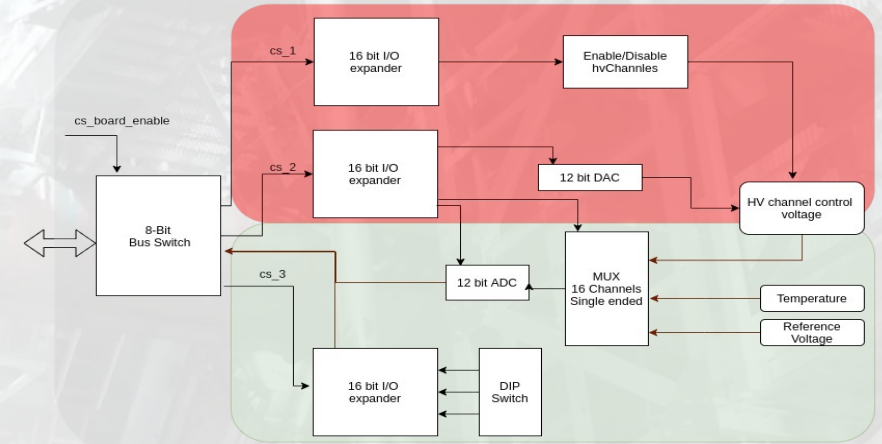 cs_1
16 bit I/O
expander
Enable/Disable
hvChannles
cs_board_enable
cs_2
16 bit I/O
expander
12 bit DAC
HV channel control
voltage
8-Bit
Bus Switch
cs_3
12 bit ADC
MUX
16 Channels
Single ended
Temperature
Reference
Voltage
16 bit I/O
expander
DIP
Switch